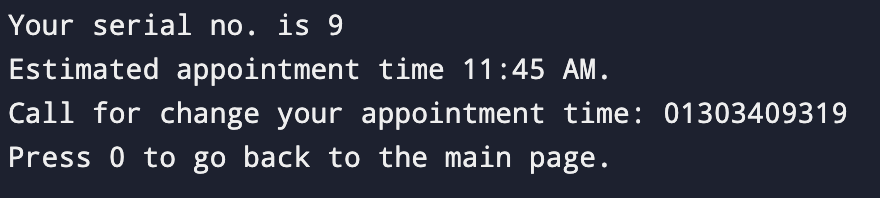 Your serial no. is 9
Estimated appointment time 11:45 AM.
Call for change your appointment time: 01303409319
Press 0 to go back to the main page.